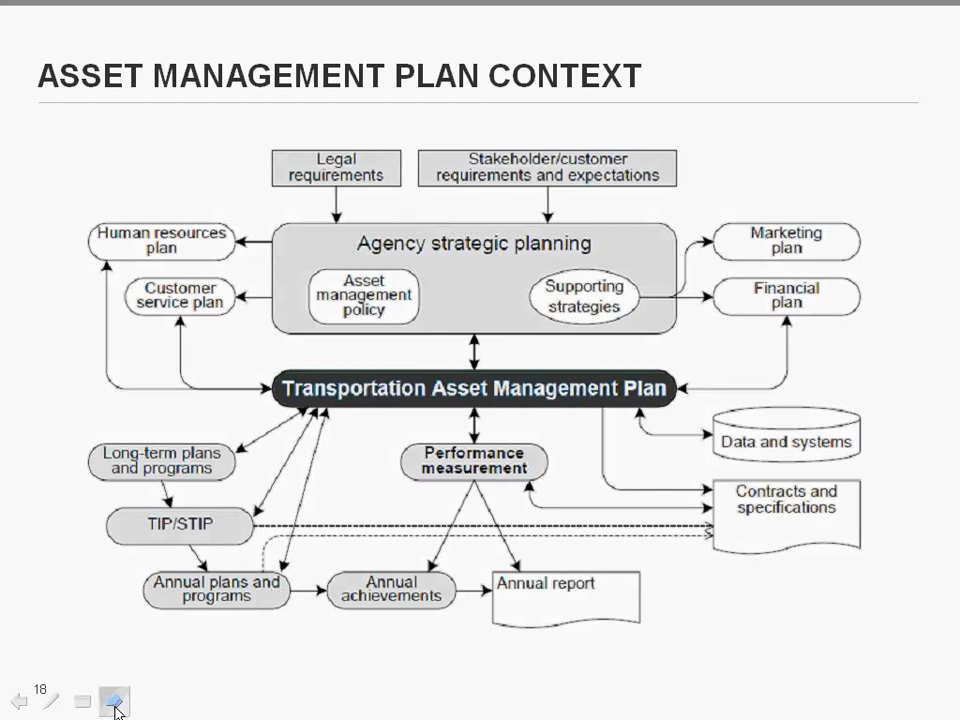 ASSET MANAGEMENT PLAN CONTEXT
Legal
requirements
Stakeholder/customer
requirements and expectations
Human resources
plan
Agency strategic planning
Marketing
plan
Customer
service plan
Asset
management
policy
Supporting
strategies
Financial
plan
Transportation Asset Management Plan
Long-term plans
and programs
Performance
measurement
Data and systems
TIP/STIP
Contracts and
specifications
Annual plans and
programs
Annual
achievements
Annual report
18